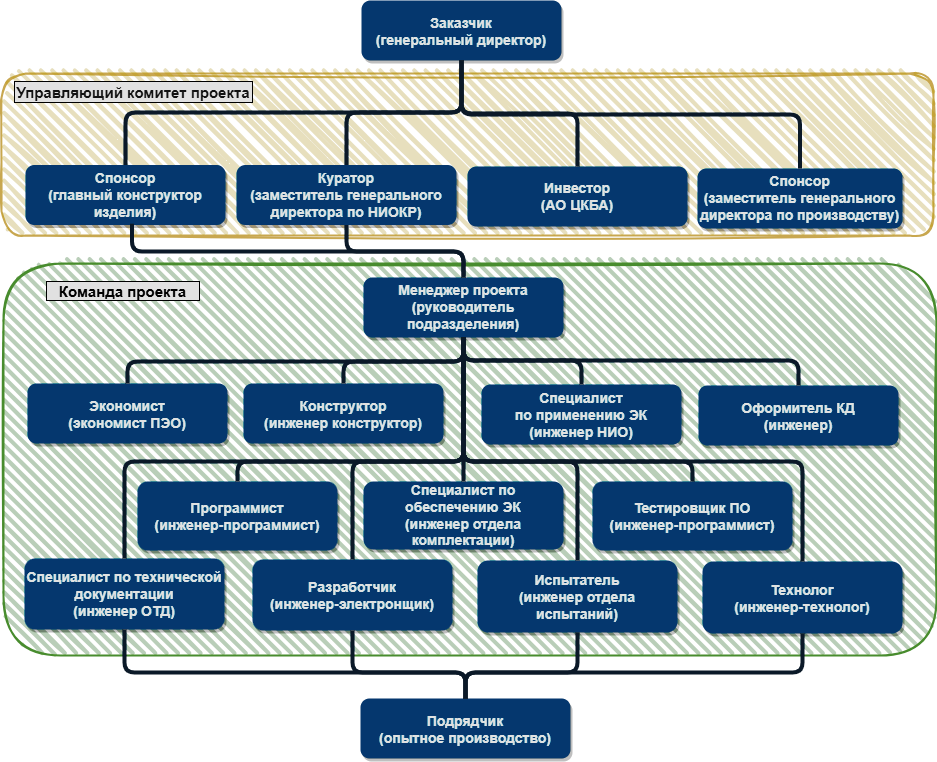 Заказчик
(генеральный директор)
Управляющий комитет проекта
Спонсор
(главный конструктор
изделия)
Куратор
(заместитель генерального
директора по НИОКР)
Инвестор
(АО ЦКБА)
Спонсор
(заместитель генерального
директора по производству)
Команда проекта
Менеджер проекта
(руководитель
подразделения)
Экономист
(экономист ПЭО)
Конструктор
(инженер конструктор)
Специалист
по применению ЭК
(инженер НИО)
Оформитель КД
(инженер)
Программист
(инженер-программист)
Специалист по
обеспечению ЭК
(инженер отдела
комплектации)
Тестировщик ПО
(инженер-программист)
Специалист по технической
документации
(инженер ОТД)
Разработчик
(инженер-электронщик)
Испытатель
(инженер отдела
испытаний)
Технолог
(инженер-технолог)
Подрядчик
(опытное производство)